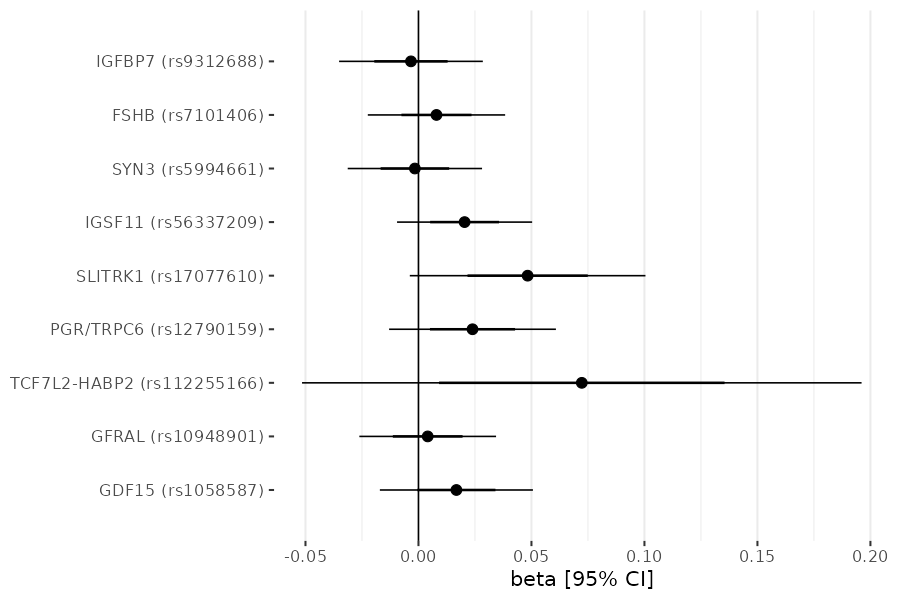 IGFBP7 (rs9312688)
FSHB (rs7101406)
SYN3 (rs5994661)
IGSF11 (rs56337209)
SLITRK1 (rs17077610)
PGR/TRPC6 (rs12790159)
TCF7L2-HABP2 (rs112255166)
GFRAL (rs10948901)
GDF15 (rs1058587)
-0.05 0.00 0.05 0.10 0.15 0.20
beta [95% CI]